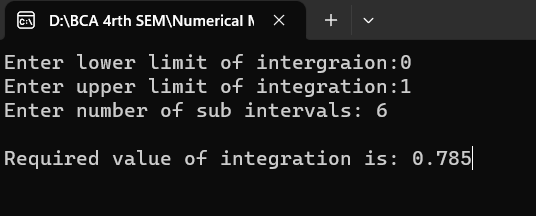 D:\BCA 4rth SEM\Numerical M
Enter lower limit of intergraion:0
Enter upper limit of integration:1
Enter number of sub intervals: 6
Required value of integration is: 0.785